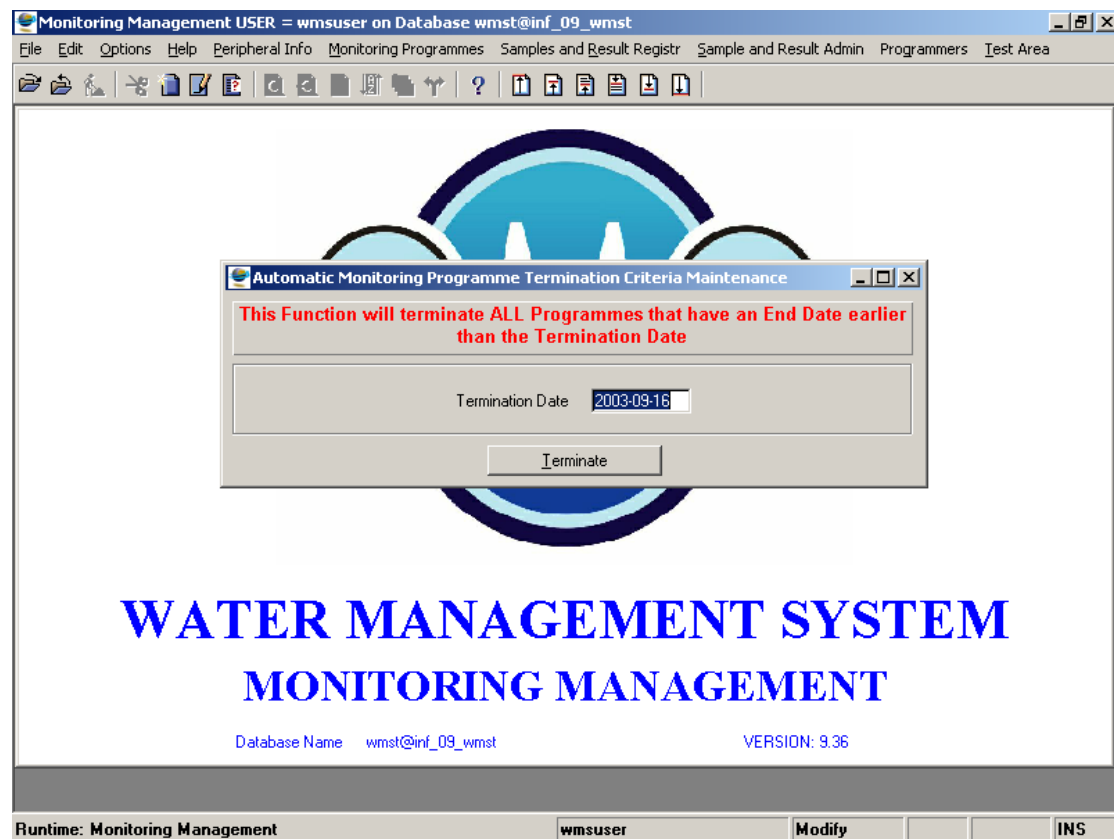 Monitoring Management USER = wmsuser on Database wmst@inf_09_wmst
File Edit Options Help Peripheral Info Monitoring Programmes Samples and Result Registr Sample and Result Admin Programmers Test Area
Automatic Monitoring Programme Termination Criteria Maintenance
This Function will terminate ALL Programmes that have an End Date earlier
than the Termination Date
Termination Date 2003-09-16
Terminate
WATER MANAGEMENT SYSTEM
MONITORING MANAGEMENT
Database Name wmst@inf_09_wmst VERSION: 9.36
Runtime: Monitoring Management wmsuser Modify INS